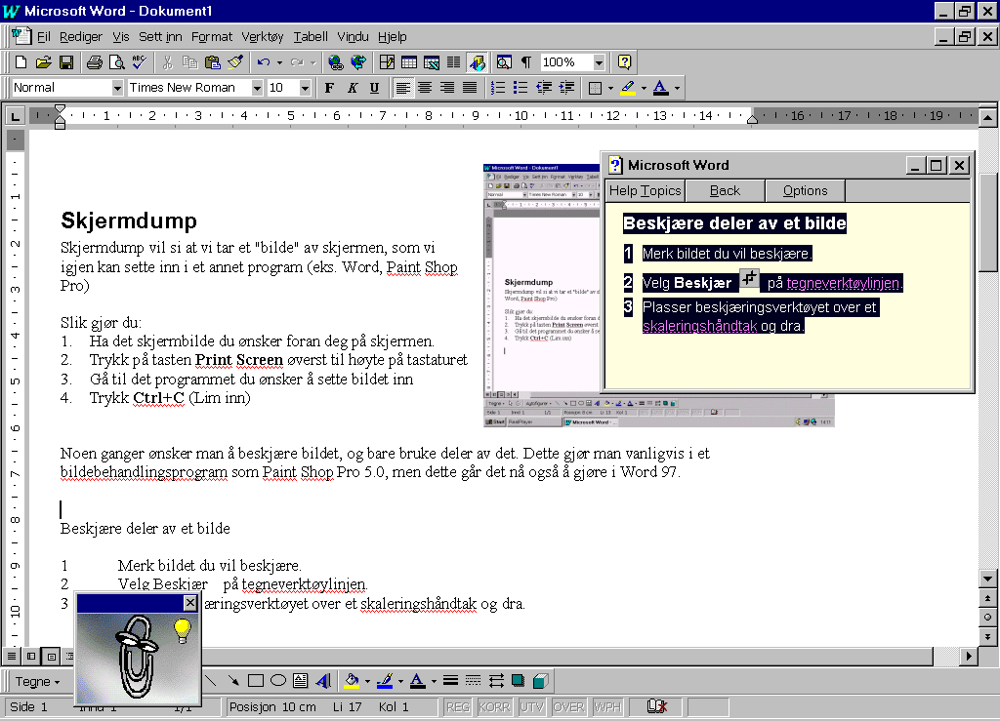 Microsoft Word - Dokument1
Fil Rediger Vis Sett inn Format Verktøy Tabell Vindu Hjelp
100%
Normal Times New Roman 10 F K U
1 2 3 4 5 6 7 8 9 10 11 12 13 14 16 17 18 19
Skjermdump
Skjermdump vil si at vi tar et "bilde" av skjermen, som vi
igjen kan sette inn i et annet program (eks. Word, Paint Shop
Pro)
Slik gjør du:
1. Ha det skjermbilde du ønsker foran deg på skjermen.
2. Trykk på tasten Print Screen øverst til høyte på tastaturet
3. Gå til det programmet du ønsker å sette bildet inn
4. Trykk Ctrl+C (Lim inn)
Microsoft Word
Help Topics Back Options
Beskjære deler av et bilde
1 Merk bildet du vil beskjære.
2 Velg Beskjær på tegneverktøylinjen.
3 Plasser beskjæringsverktøyet over et
skaleringshåndtak og dra.
Noen ganger ønsker man å beskjære bildet, og bare bruke deler av det. Dette gjør man vanligvis i et
bildebehandlingsprogram som Paint Shop Pro 5.0, men dette går det nå også å gjøre i Word 97.
Beskjære deler av et bilde
1 Merk bildet du vil beskjære.
2 Velg Beskjær på tegneverktøylinjen.
3 æringsverktøyet over et skaleringshåndtak og dra.
Tegne
Side 1 1/1 Posisjon 10 cm Li 17 Kol 1 REG KORR UTV OVER WPH